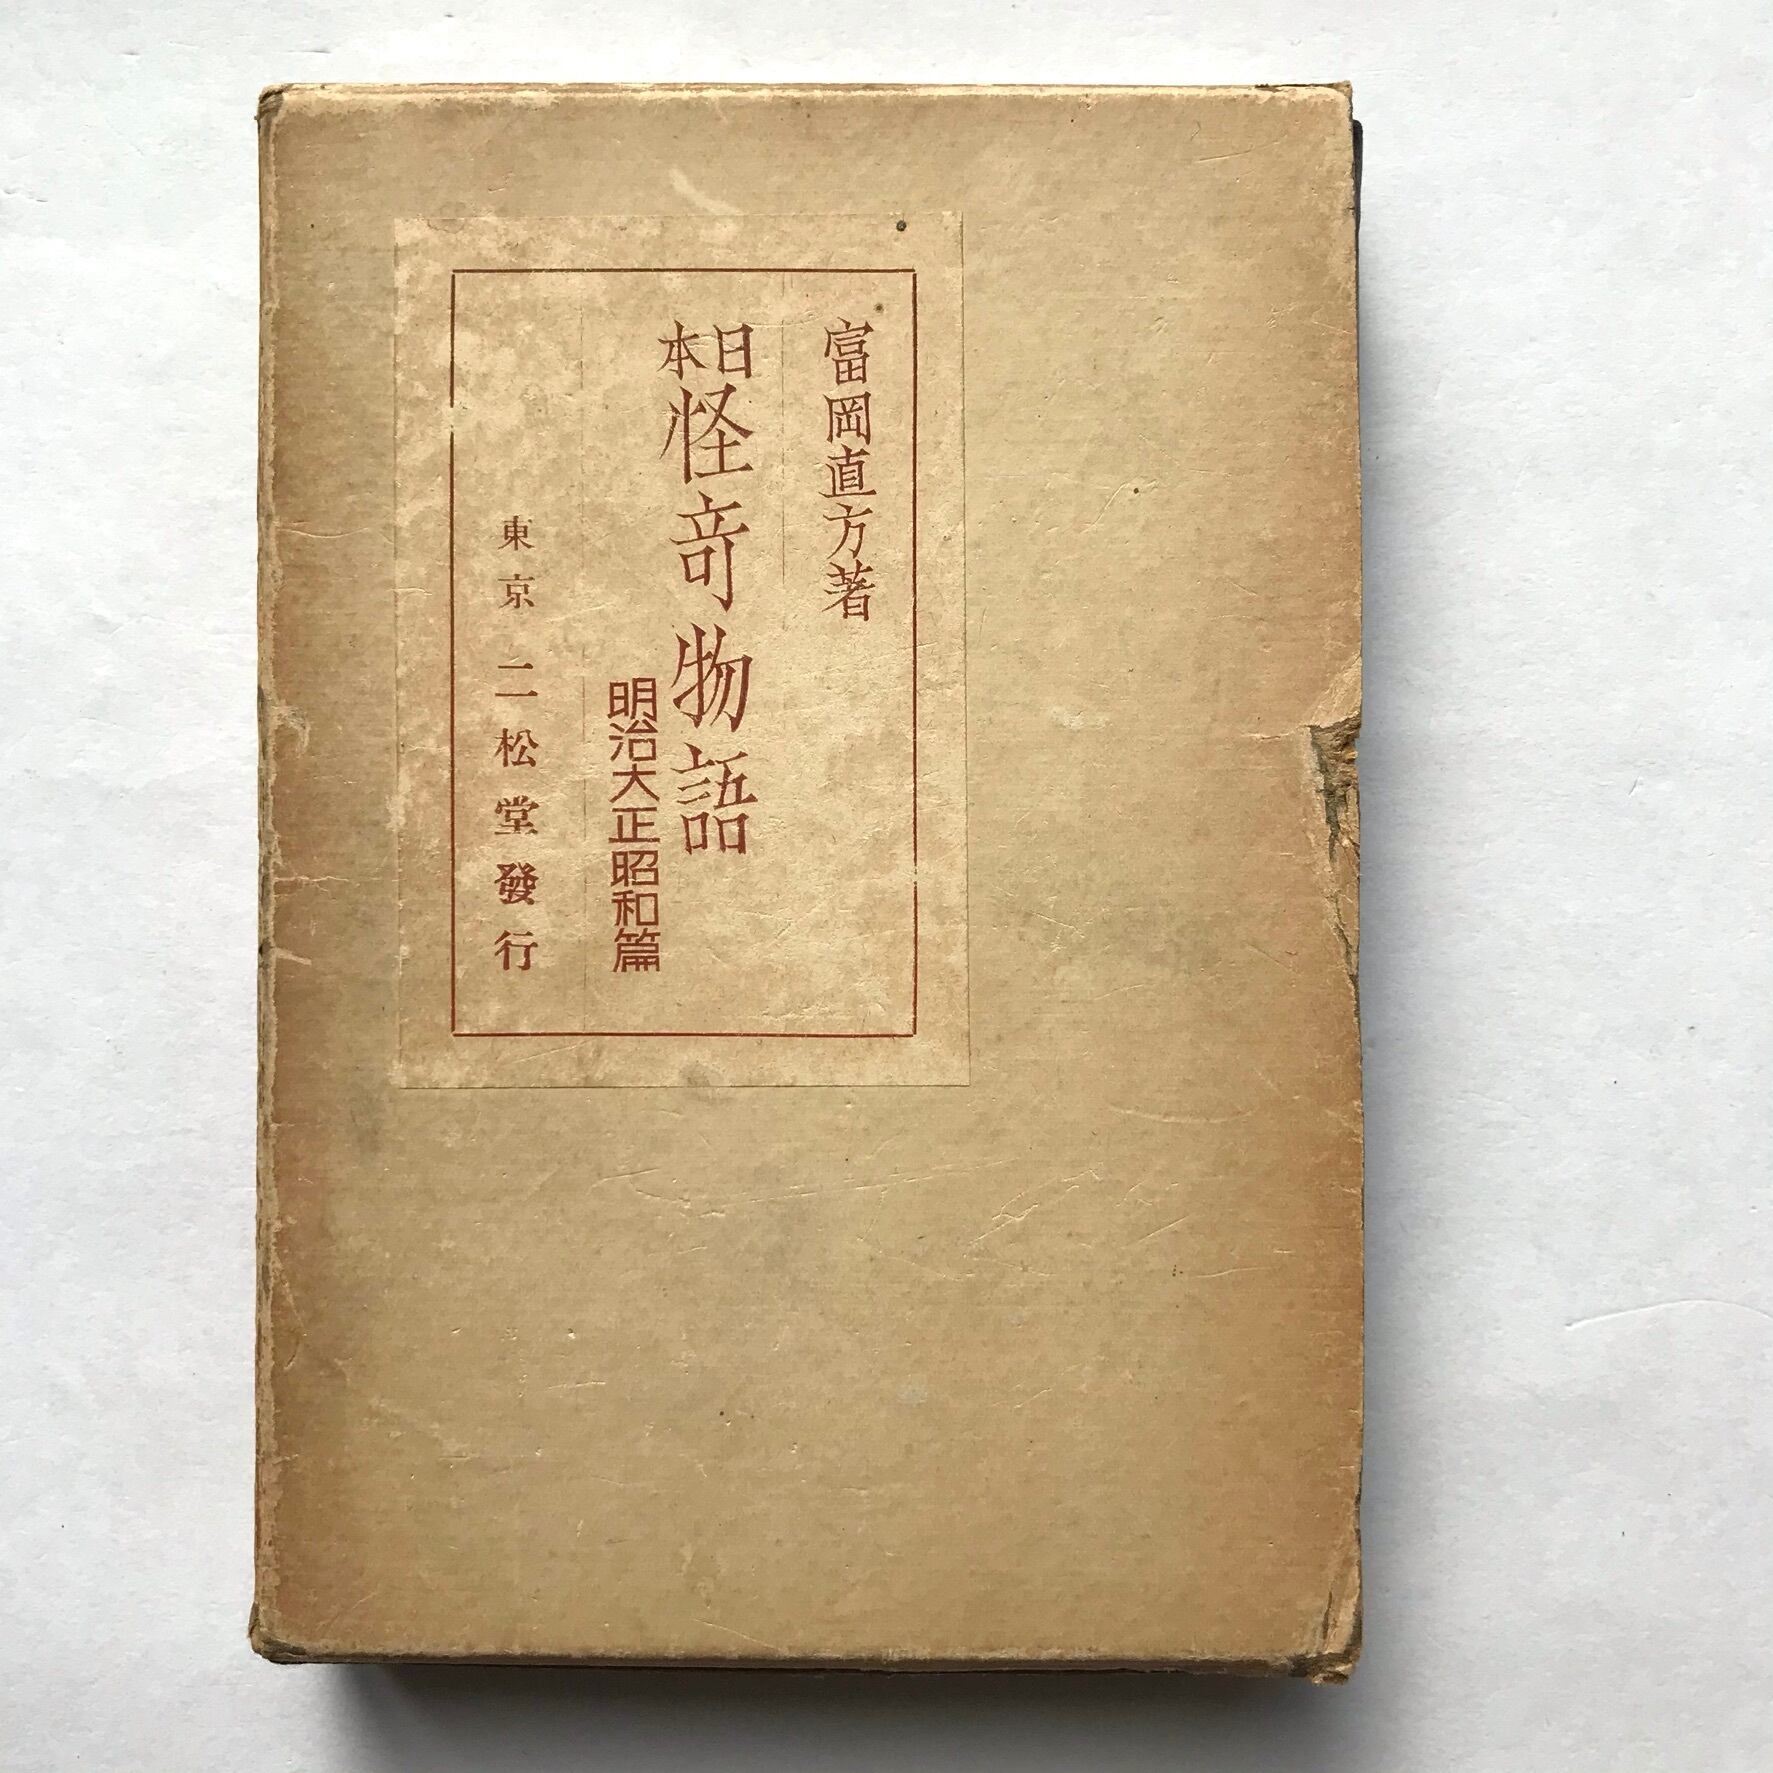 富岡直方著
日本怪奇物語
明治大正昭和篇
東京 二松堂發行